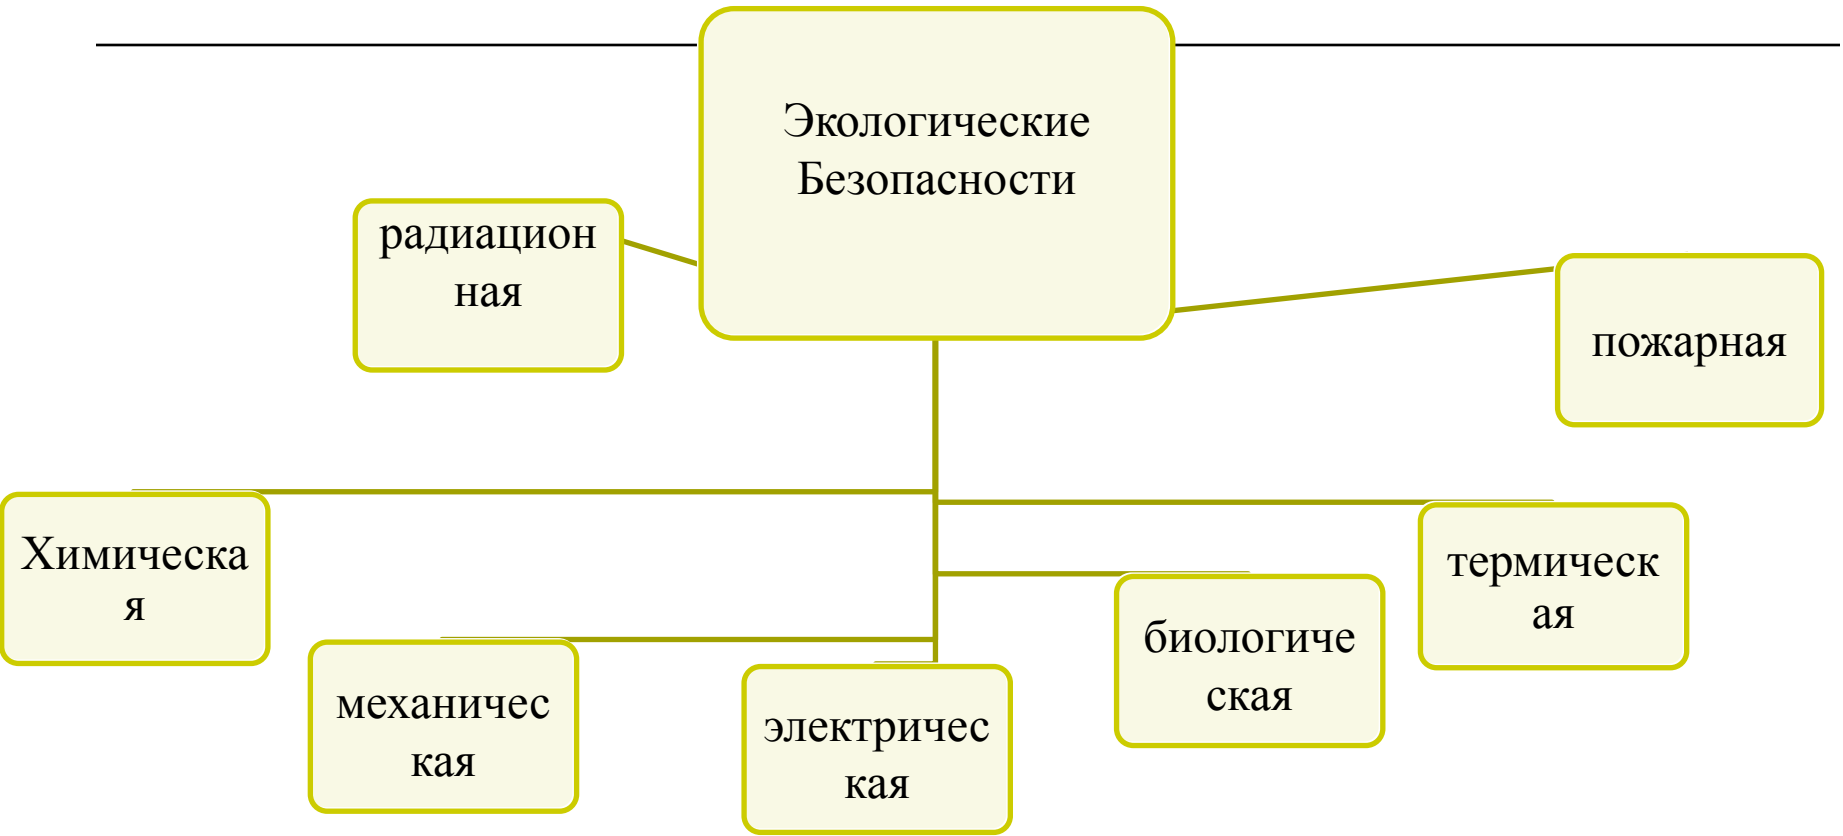 Экологические
Безопасности
радиацион
ная
пожарная
Химическа
я
механичес
кая
электричес
кая
биологиче
ская
термическ
ая